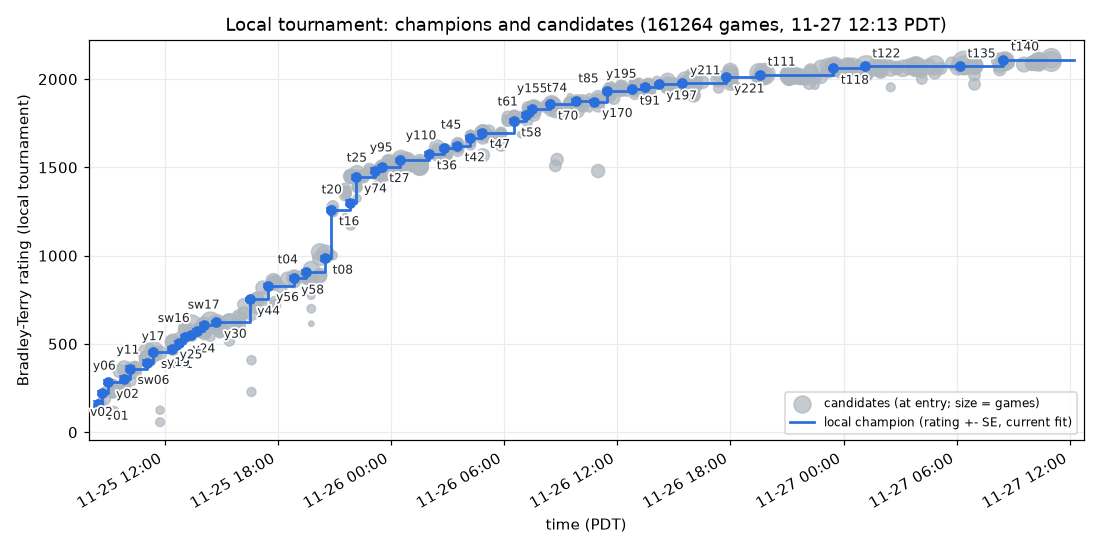 Local tournament: champions and candidates (161264 games, 11-27 12:13 PDT)
Bradley-Terry rating (local tournament)
2000
1500
1000
500
0
v02
y06
y02
y11
sw06
y17
y25
sw16
sw17
y30
y44
t04
y56
y58
t08
t20
t16
t25
y74
y95
t27
y110
t36
t45
t42
t47
t61
t58
y155
t74
t70
t85
y170
y195
t91
y197
y211
y221
t111
t118
t122
t135
t140
candidates (at entry; size = games)
local champion (rating +- SE, current fit)
11-25 12:00
11-25 18:00
11-26 00:00
11-26 06:00
11-26 12:00
11-26 18:00
11-27 00:00
11-27 06:00
11-27 12:00
time (PDT)